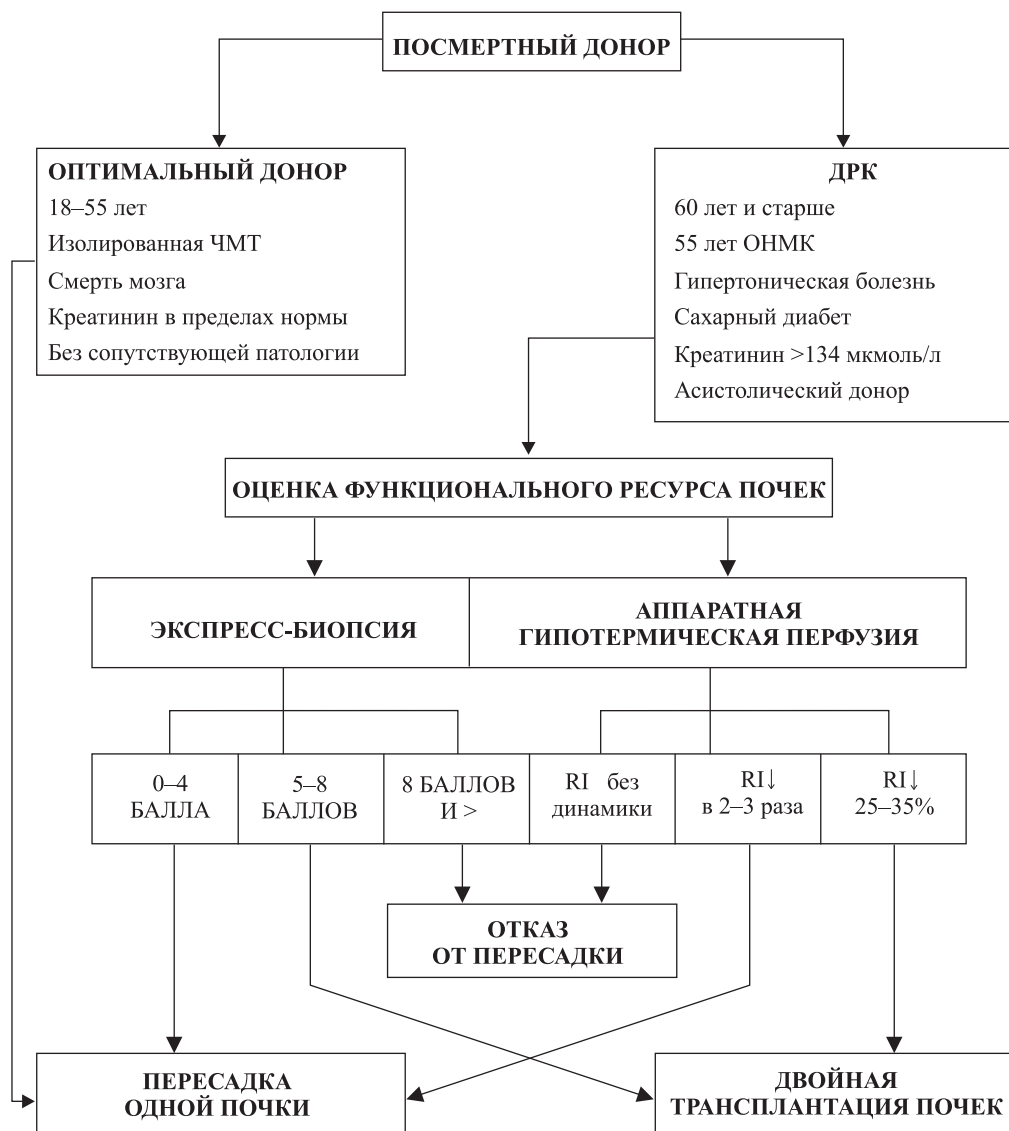 ПОСМЕРТНЫЙ ДОНОР
ОПТИМАЛЬНЫЙ ДОНОР
18–55 лет
Изолированная ЧМТ
Смерть мозга
Креатинин в пределах нормы
Без сопутствующей патологии
ДРК
60 лет и старше
55 лет ОНМК
Гипертоническая болезнь
Сахарный диабет
Креатинин >134 мкмоль/л
Асистолический донор
ОЦЕНКА ФУНКЦИОНАЛЬНОГО РЕСУРСА ПОЧЕК
ЭКСПРЕСС-БИОПСИЯ
АППАРАТНАЯ
ГИПОТЕРМИЧЕСКАЯ ПЕРФУЗИЯ
0–4
БАЛЛА
5–8
БАЛЛОВ
8 БАЛЛОВ
И >
RI без
динамики
RI↓
в 2–3 раза
RI↓
25–35%
ОТКАЗ
ОТ ПЕРЕСАДКИ
ПЕРЕСАДКА
ОДНОЙ ПОЧКИ
ДВОЙНАЯ
ТРАНСПЛАНТАЦИЯ ПОЧЕК